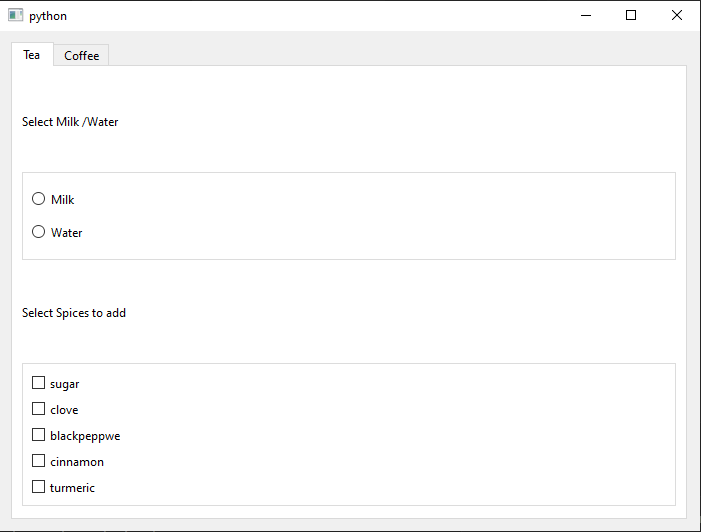 python
Tea Coffee
Select Milk /Water
Milk
Water
Select Spices to add
sugar
clove
blackpeppwe
cinnamon
turmeric